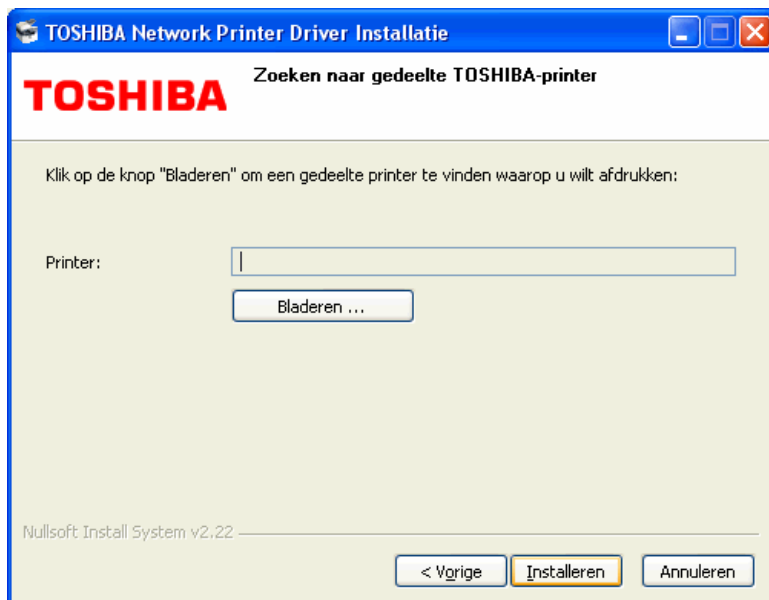 TOSHIBA Network Printer Driver Installatie
TOSHIBA
Zoeken naar gedeelte TOSHIBA-printer
Klik op de knop "Bladeren" om een gedeelte printer te vinden waarop u wilt afdrukken:
Printer:
Bladeren ...
Nullsoft Install System v2.22
< Vorige
Installeren
Annuleren